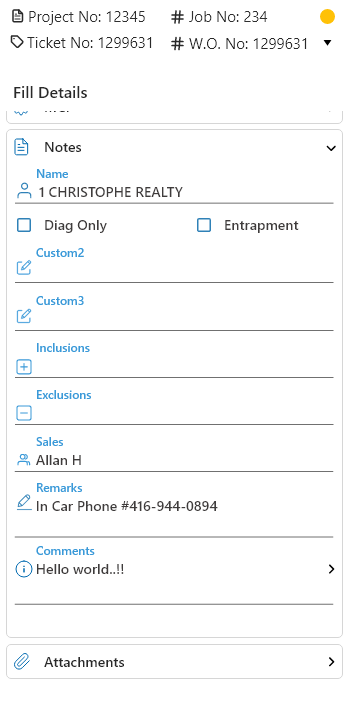 Project No: 12345
# Job No: 234
Ticket No: 1299631
# W.O. No: 1299631
Fill Details
Notes
Name
1 CHRISTOPHE REALTY
Diag Only
Entrapment
Custom2
Custom3
Inclusions
Exclusions
Sales
Allan H
Remarks
In Car Phone #416-944-0894
Comments
Hello world..!!
Attachments